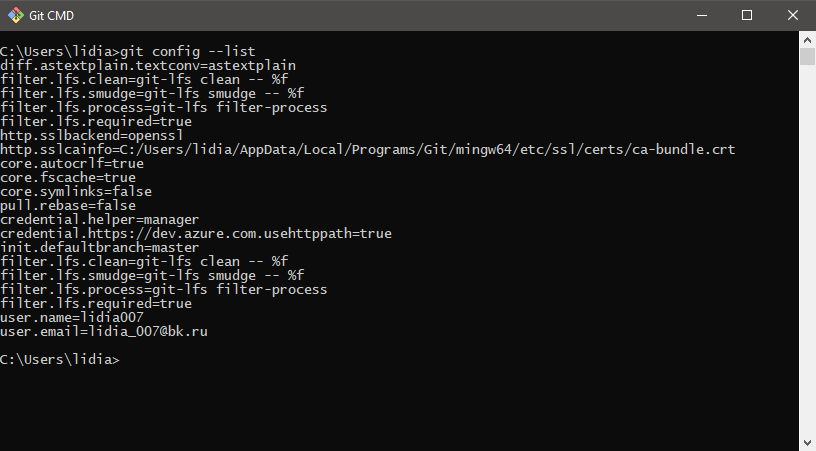 Git CMD
C:\Users\lidia>git config --list
diff.astextplain.textconv=astextplain
filter.lfs.clean=git-lfs clean -- %f
filter.lfs.smudge=git-lfs smudge -- %f
filter.lfs.process=git-lfs filter-process
filter.lfs.required=true
http.sslbackend=openssl
http.sslcainfo=C:/Users/lidia/AppData/Local/Programs/Git/mingw64/etc/ssl/certs/ca-bundle.crt
core.autocrlf=true
core.fscache=true
core.symlinks=false
pull.rebase=false
credential.helper=manager
credential.https://dev.azure.com.usehttppath=true
init.defaultbranch=master
filter.lfs.clean=git-lfs clean -- %f
filter.lfs.smudge=git-lfs smudge -- %f
filter.lfs.process=git-lfs filter-process
filter.lfs.required=true
user.name=lidia007
user.email=lidia_007@bk.ru
C:\Users\lidia>